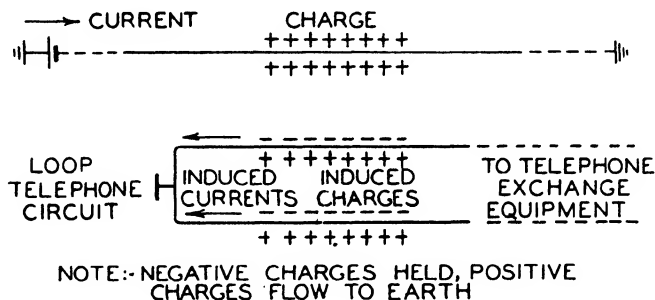 CURRENT CHARGE
+ + + + + + + +
+ + + + + + + +
LOOP
TELEPHONE
CIRCUIT
- - - - - - - -
+ + + + + + + +
INDUCED INDUCED
CURRENTS CHARGES
- - - - - - - -
+ + + + + + + +
TO TELEPHONE
EXCHANGE
EQUIPMENT
NOTE:- NEGATIVE CHARGES HELD, POSITIVE
CHARGES FLOW TO EARTH